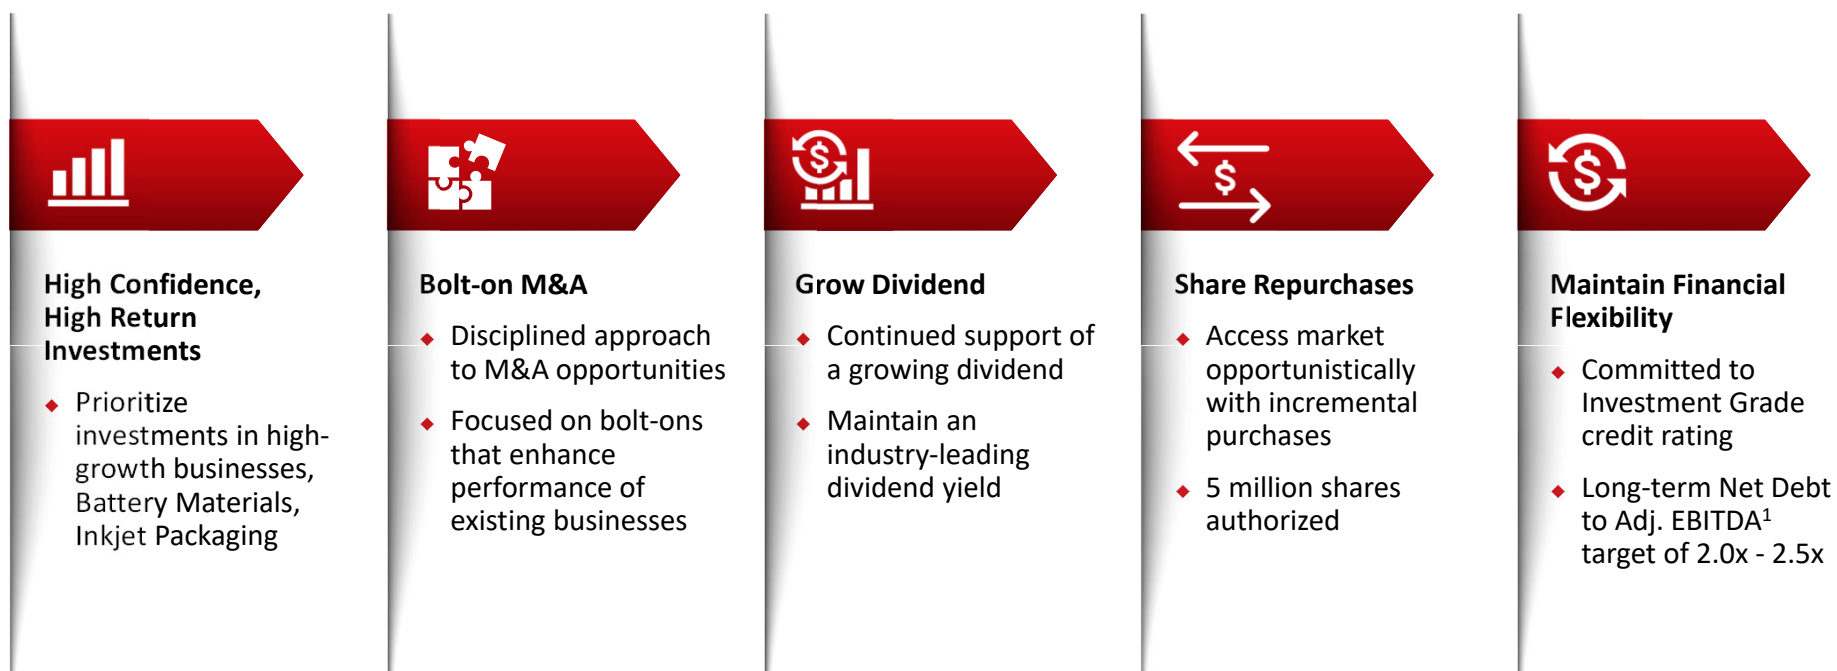 High Confidence,
High Return
Investments
Prioritize
investments in high-
growth businesses,
Battery Materials,
Inkjet Packaging
Bolt-on M&A
Disciplined approach
to M&A opportunities
Focused on bolt-ons
that enhance
performance of
existing businesses
$
Grow Dividend
Continued support of
a growing dividend
Maintain an
industry-leading
dividend yield
$
Share Repurchases
Access market
opportunistically
with incremental
purchases
5 million shares
authorized
$
Maintain Financial
Flexibility
Committed to
Investment Grade
credit rating
Long-term Net Debt
to Adj. EBITDA¹
target of 2.0x - 2.5x